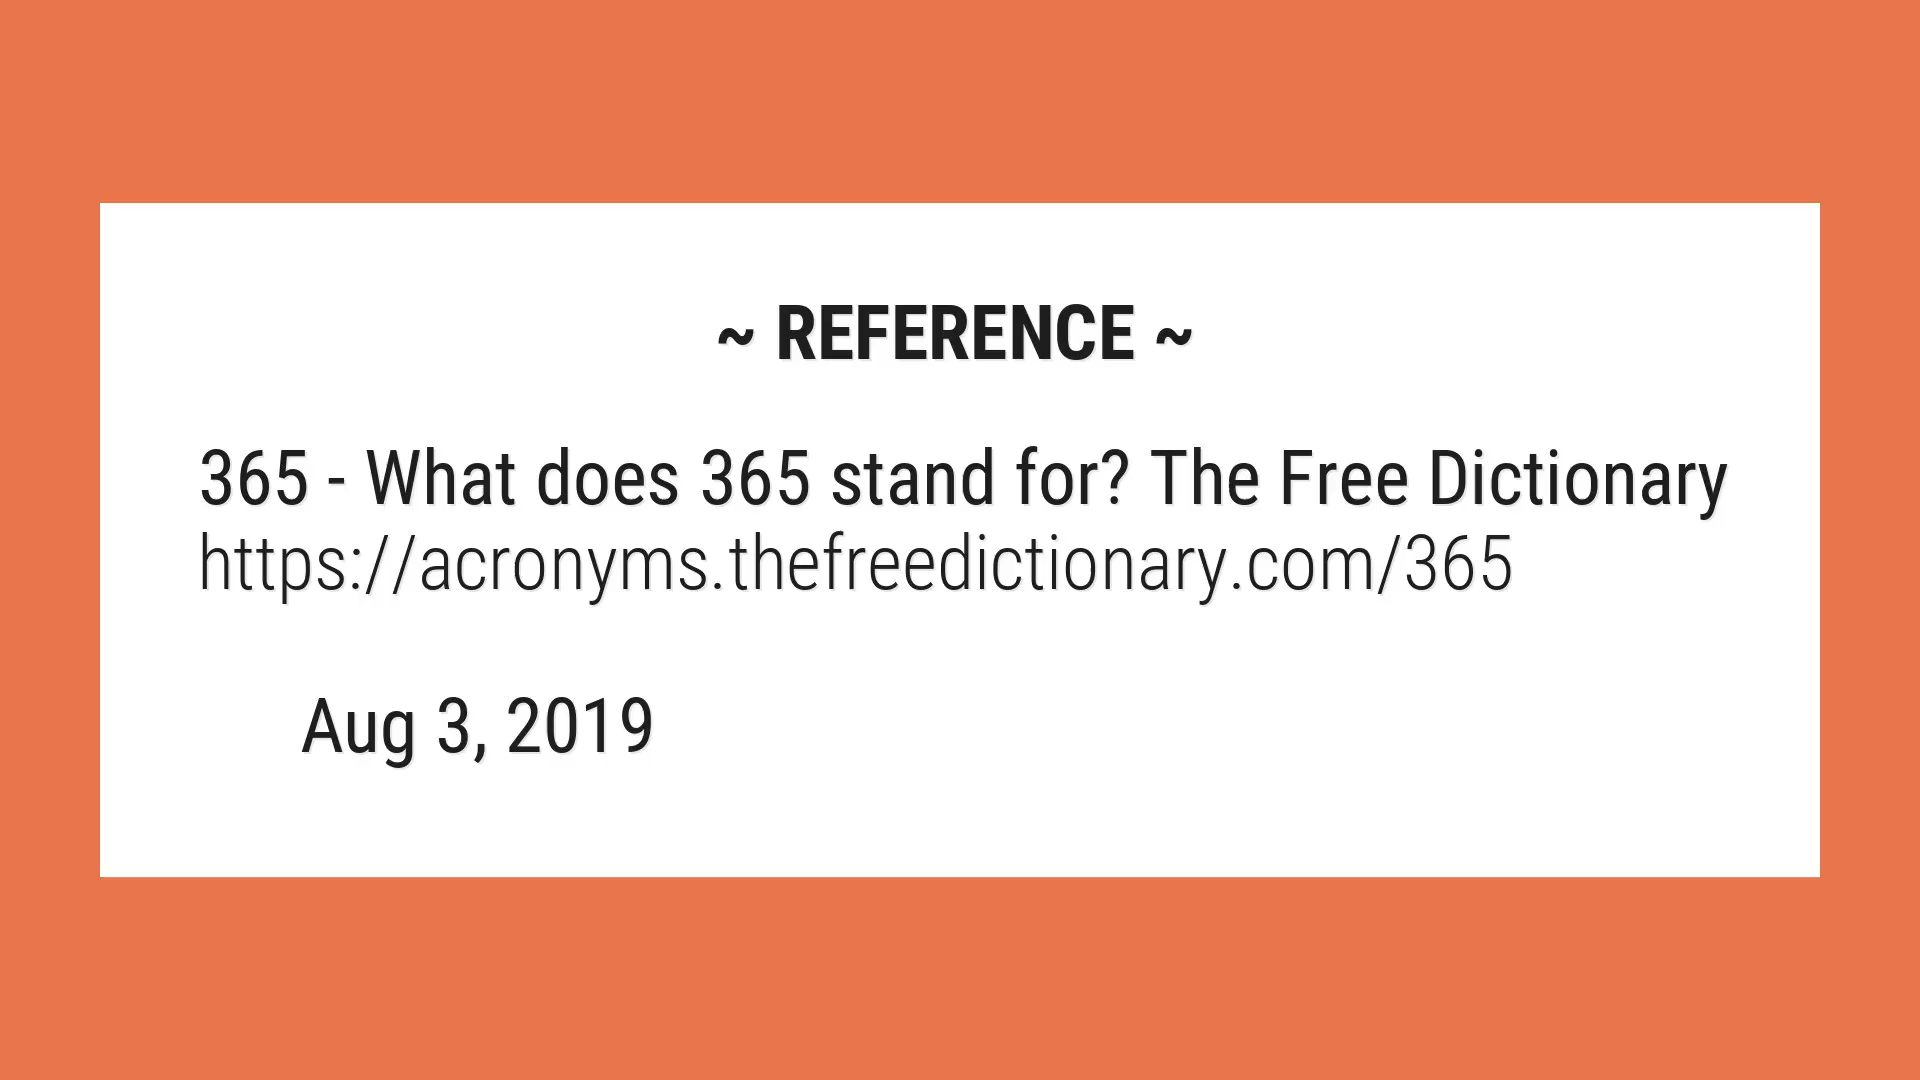 ~ REFERENCE ~
365 - What does 365 stand for? The Free Dictionary
https://acronyms.thefreedictionary.com/365
Aug 3, 2019